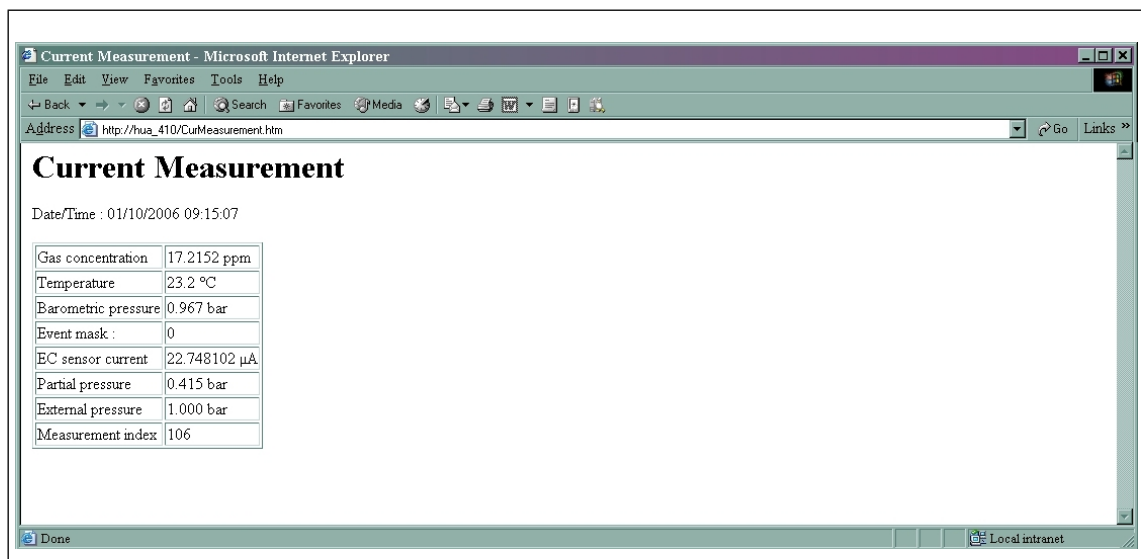 Current Measurement - Microsoft Internet Explorer
File Edit View Favorites Tools Help
Back Search Favorites Media
Address http://hua_410/CurMeasurement.htm Go Links »
Current Measurement
Date/Time : 01/10/2006 09:15:07
Gas concentration 17.2152 ppm
Temperature 23.2 °C
Barometric pressure 0.967 bar
Event mask : 0
EC sensor current 22.748102 µA
Partial pressure 0.415 bar
External pressure 1.000 bar
Measurement index 106
Done Local intranet